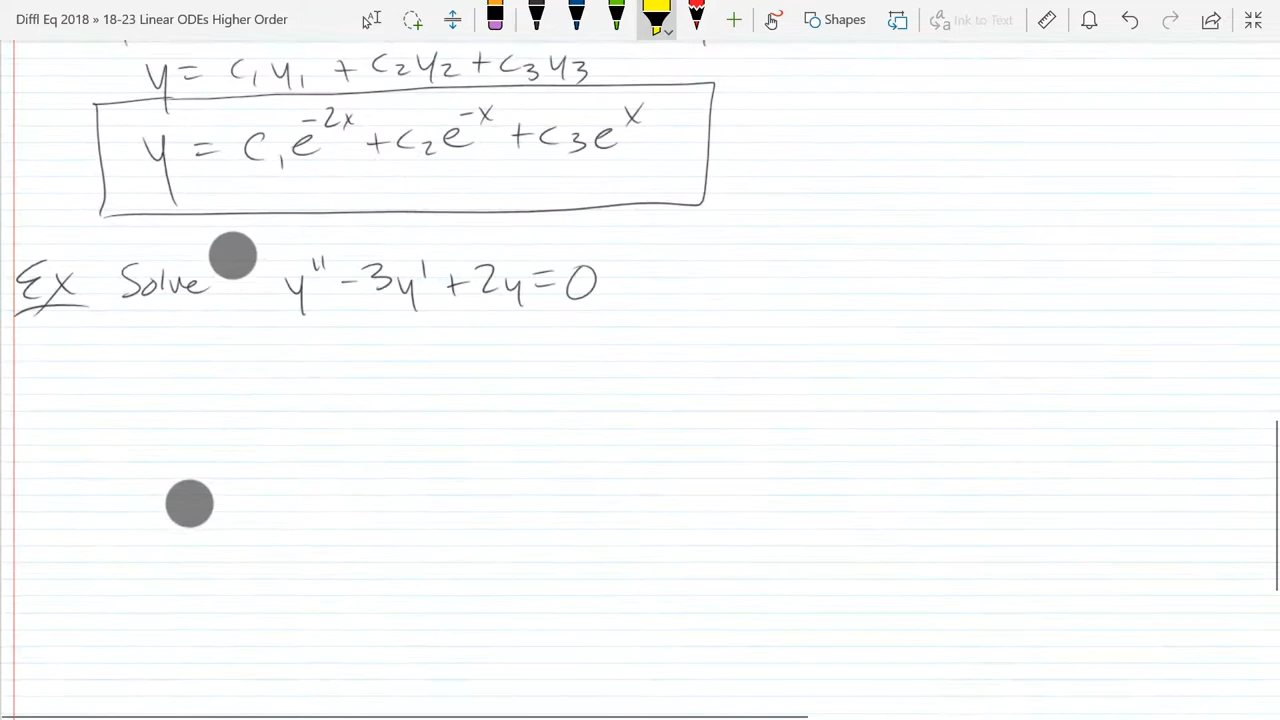 Diffl Eq 2018 » 18-23 Linear ODEs Higher Order
Shapes
Ink to Text
y = c₁y₁ + c₂y₂ + c₃y₃
y = c₁e^{-2x} + c₂e^{-x} + c₃e^{x}
Ex Solve y'' - 3y' + 2y = 0